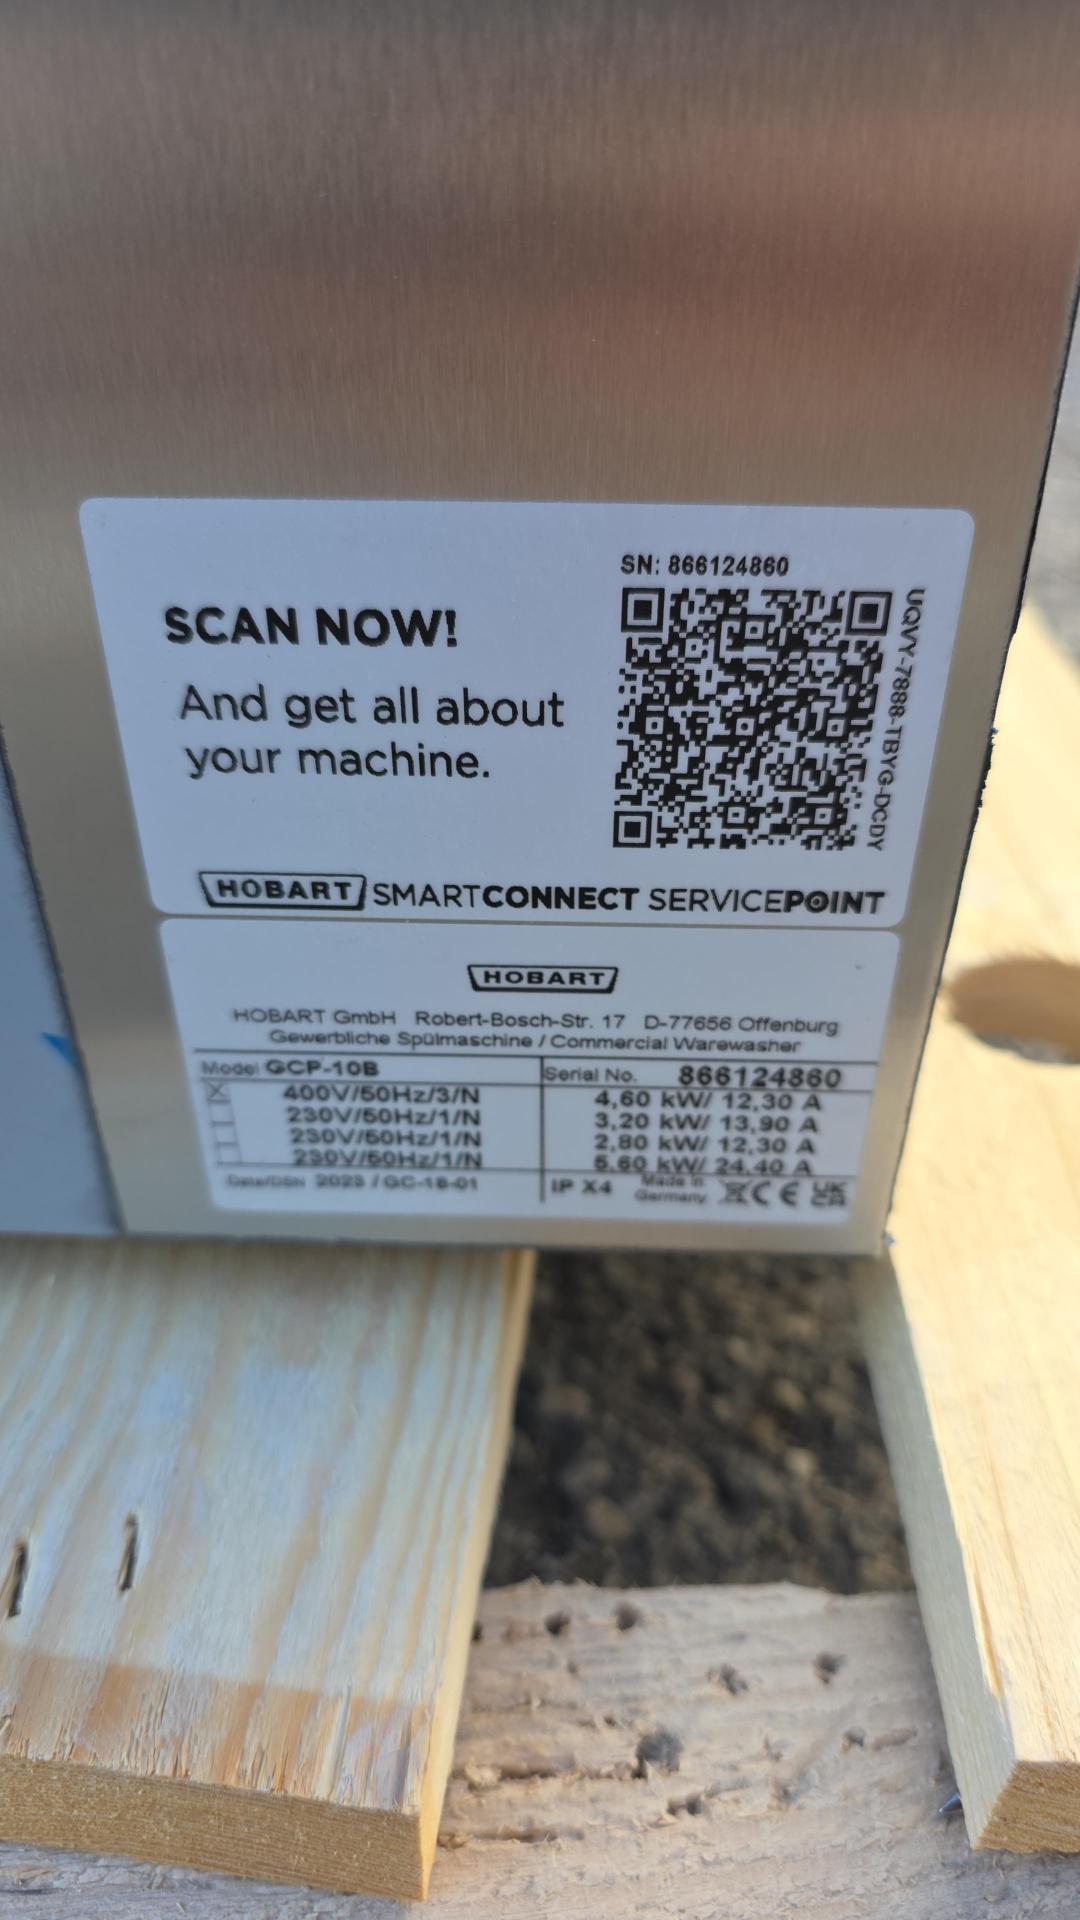 SN: 866124860
UQVY-7888-TBYG-DCDY
SCAN NOW!
And get all about
your machine.
HOBART SMARTCONNECT SERVICEPOINT
HOBART
HOBART GmbH Robert-Bosch-Str. 17 D-77656 Offenburg
Gewerbliche Spülmaschine / Commercial Warewasher
Model GCP-10B Serial No. 866124860
400V/50Hz/3/N 4,60 kW/ 12,30 A
230V/50Hz/1/N 3,20 kW/ 13,90 A
230V/50Hz/1/N 2,80 kW/ 12,30 A
230V/50Hz/1/N 5,60 kW/ 24,40 A
Date/DSN 2023 / GC-18-01 IP X4 Made in Germany CE UKCA